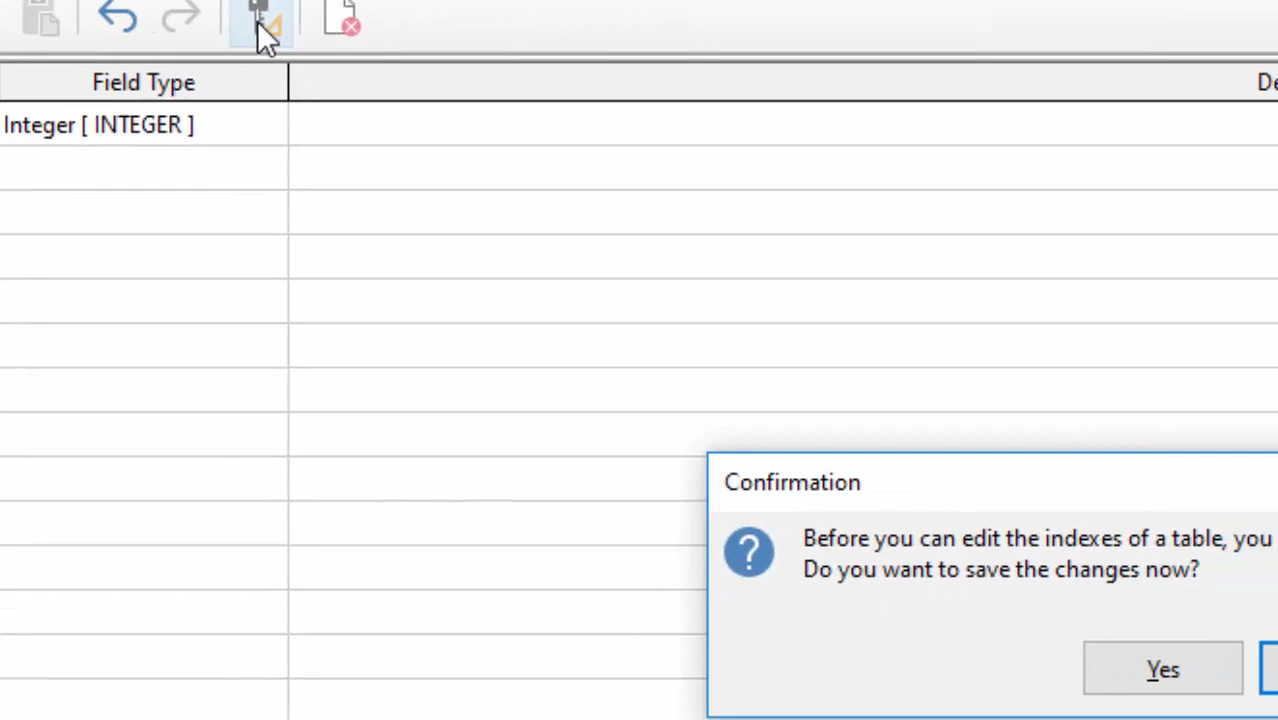 Field Type
Integer [ INTEGER ]
Confirmation
Before you can edit the indexes of a table, you
Do you want to save the changes now?
Yes